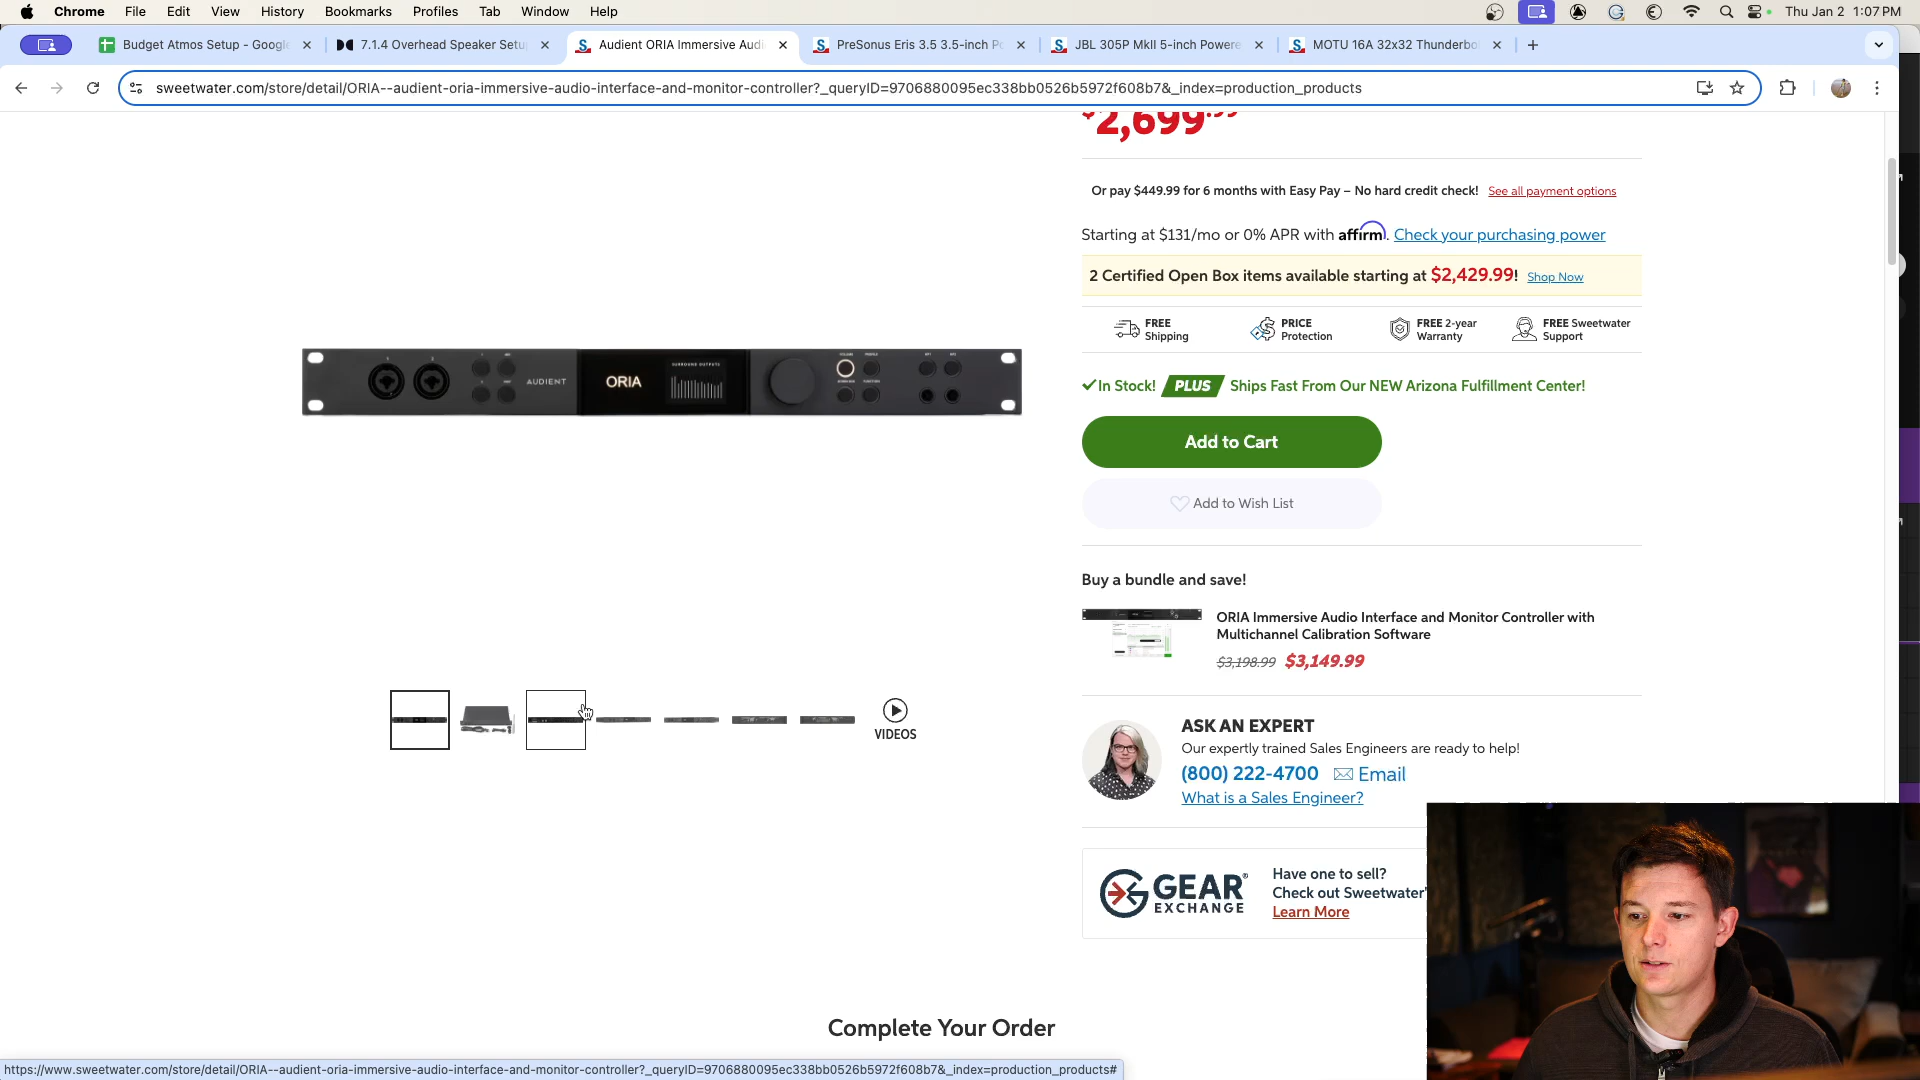 Chrome File Edit View History Bookmarks Profiles Tab Window Help
Thu Jan 2 1:07 PM
Budget Atmos Setup - Google
7.1.4 Overhead Speaker Setu
Audient ORIA Immersive Audi
PreSonus Eris 3.5 3.5-inch Po
JBL 305P MkII 5-inch Powere
MOTU 16A 32x32 Thunderbo
sweetwater.com/store/detail/ORIA--audient-oria-immersive-audio-interface-and-monitor-controller?_queryID=9706880095ec338bb0526b5972f608b7&_index=production_products
$2,699.99
Or pay $449.99 for 6 months with Easy Pay – No hard credit check! See all payment options
Starting at $131/mo or 0% APR with affirm. Check your purchasing power
2 Certified Open Box items available starting at $2,429.99! Shop Now
FREE Shipping
PRICE Protection
FREE 2-year Warranty
FREE Sweetwater Support
AUDIENT
ORIA
SURROUND OUTPUTS
In Stock! PLUS Ships Fast From Our NEW Arizona Fulfillment Center!
Add to Cart
Add to Wish List
Buy a bundle and save!
ORIA Immersive Audio Interface and Monitor Controller with
Multichannel Calibration Software
$3,198.99 $3,149.99
VIDEOS
ASK AN EXPERT
Our expertly trained Sales Engineers are ready to help!
(800) 222-4700 Email
What is a Sales Engineer?
GEAR EXCHANGE
Have one to sell?
Check out Sweetwater'
Learn More
Complete Your Order
https://www.sweetwater.com/store/detail/ORIA--audient-oria-immersive-audio-interface-and-monitor-controller?_queryID=9706880095ec338bb0526b5972f608b7&_index=production_products#